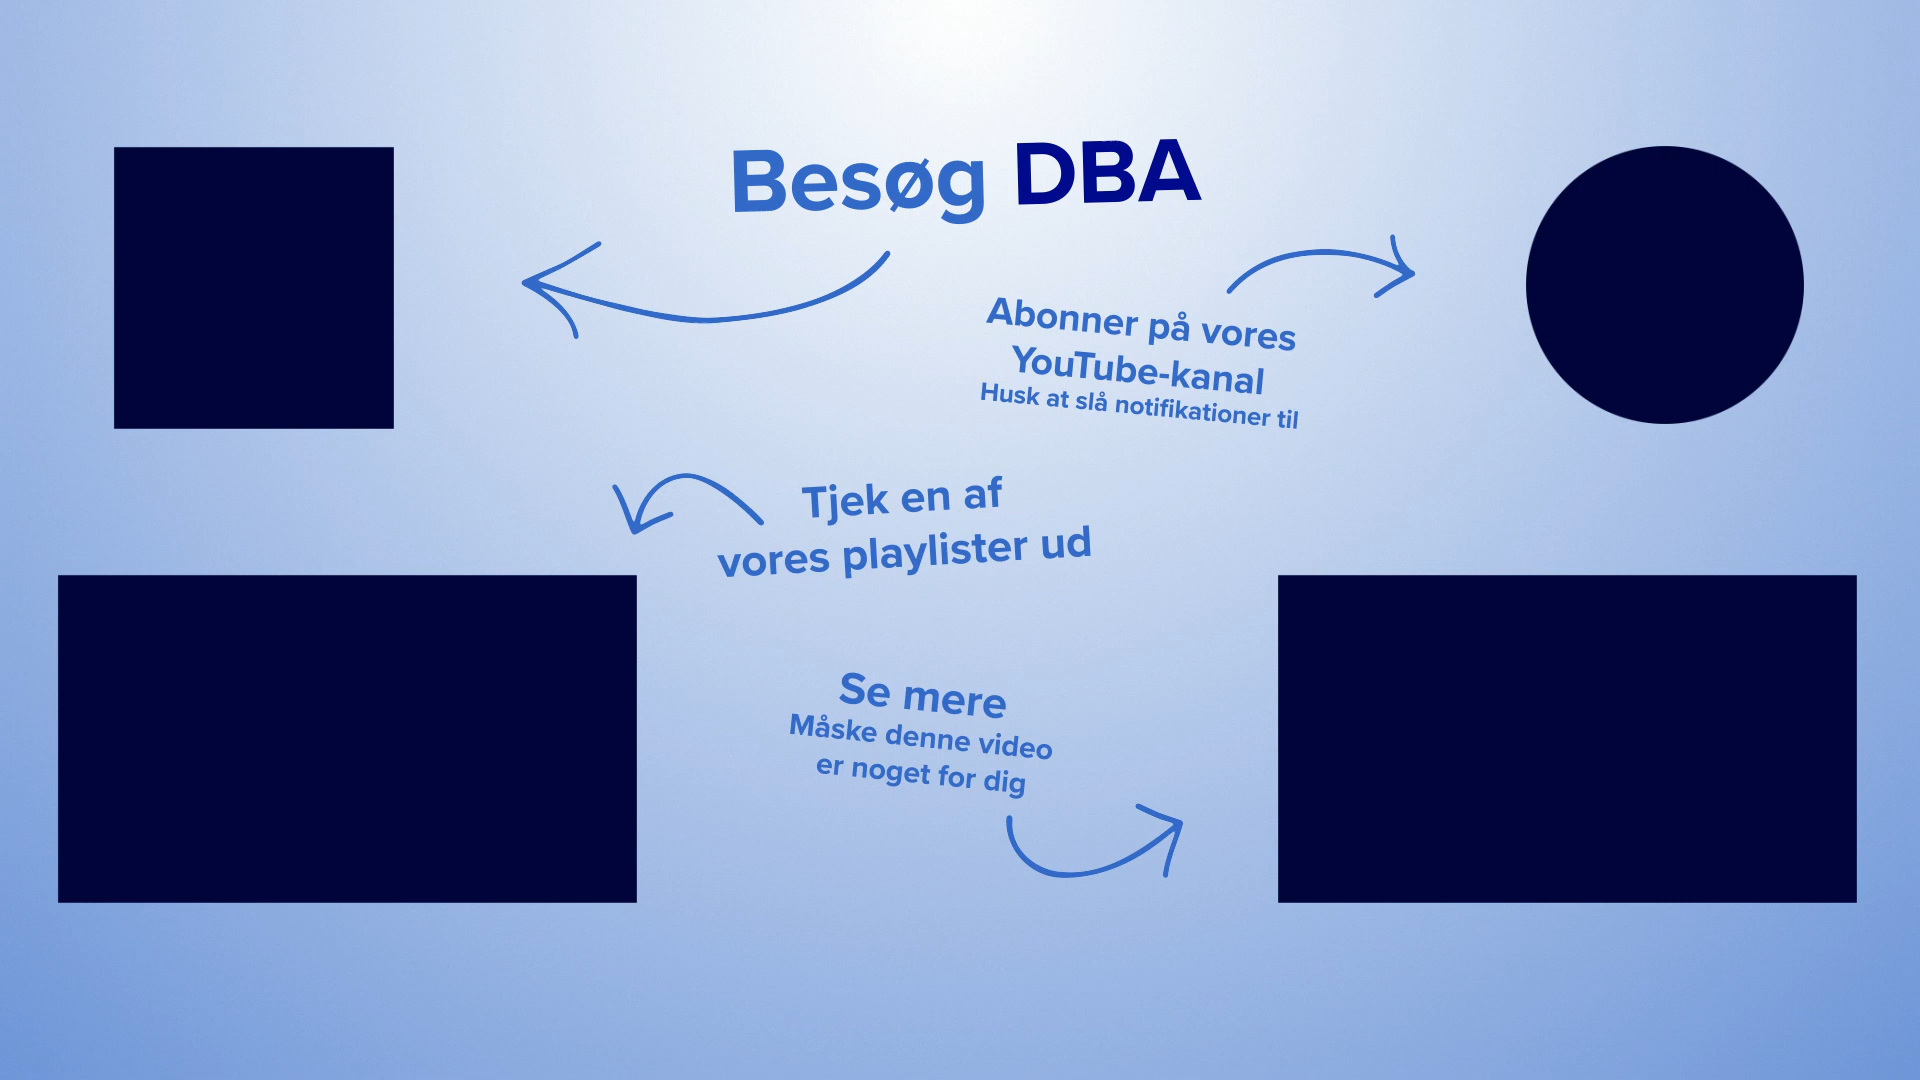 Besøg DBA
Abonner på vores
YouTube-kanal
Husk at slå notifikationer til
Tjek en af
vores playlister ud
Se mere
Måske denne video
er noget for dig